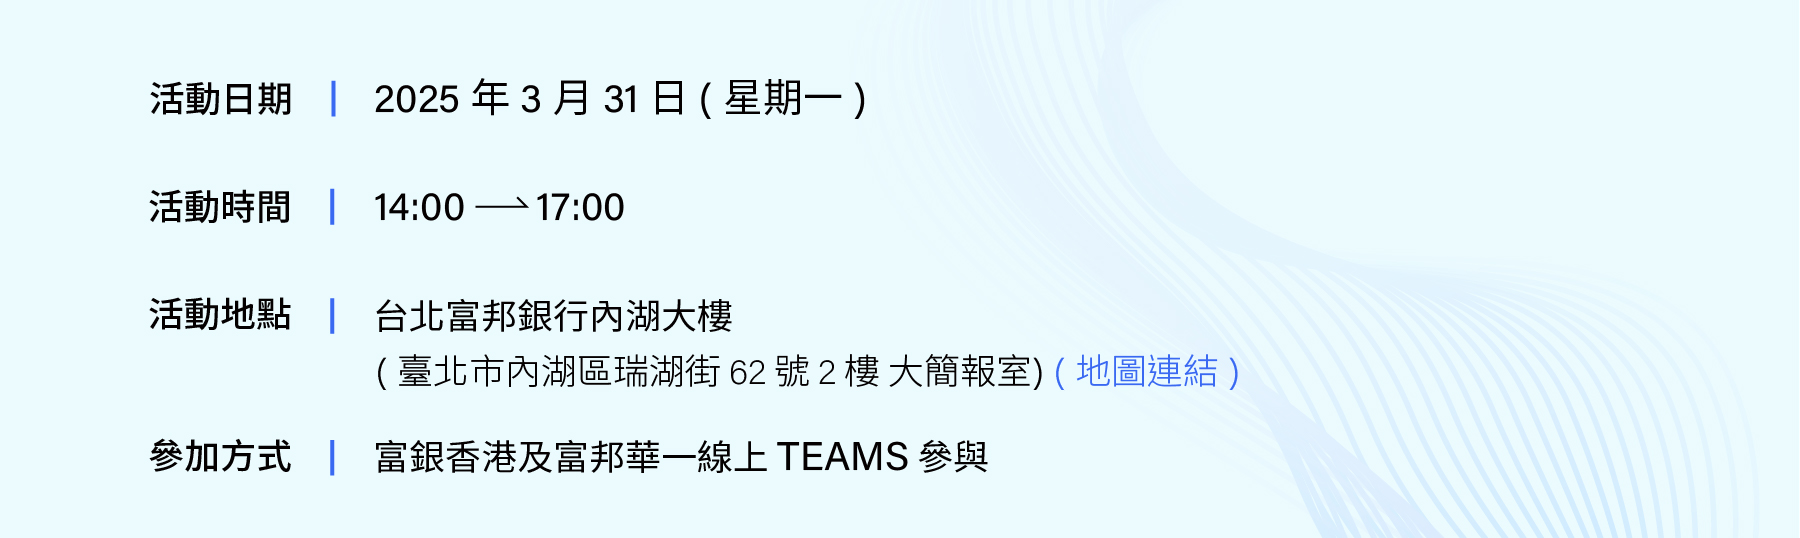 活動日期 | 2025 年 3 月 31 日 ( 星期一 )
活動時間 | 14:00 → 17:00
活動地點 | 台北富邦銀行內湖大樓
( 臺北市內湖區瑞湖街 62 號 2 樓 大簡報室) ( 地圖連結 )
參加方式 | 富銀香港及富邦華一線上 TEAMS 參與